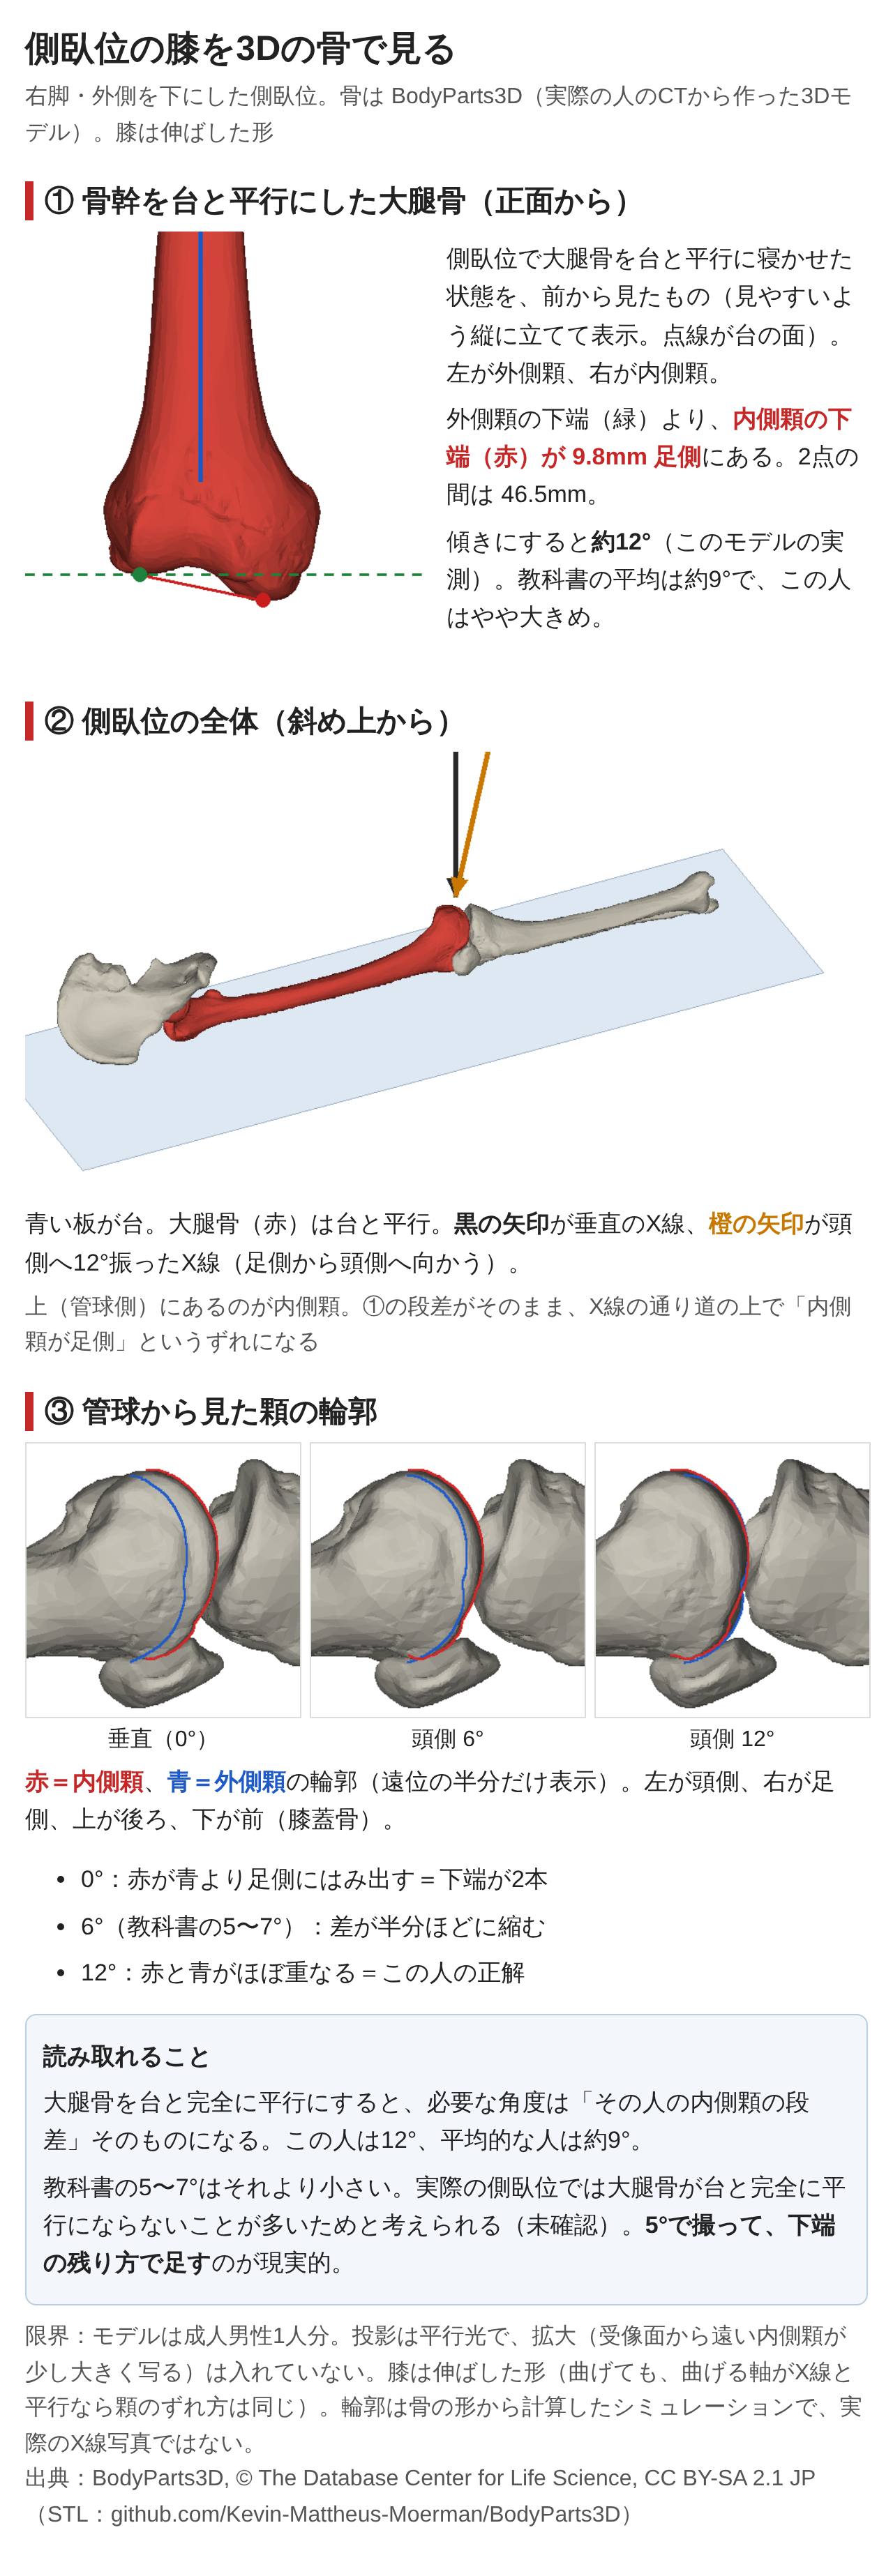 側臥位の膝を3Dの骨で見る
右脚・外側を下にした側臥位。骨は BodyParts3D（実際の人のCTから作った3Dモ
デル）。膝は伸ばした形
① 骨幹を台と平行にした大腿骨（正面から）
側臥位で大腿骨を台と平行に寝かせた
状態を、前から見たもの（見やすいよ
う縦に立てて表示。点線が台の面）。
左が外側顆、右が内側顆。
外側顆の下端（緑）より、内側顆の下
端（赤）が 9.8mm 足側にある。2点の
間は 46.5mm。
傾きにすると約12°（このモデルの実
測）。教科書の平均は約9°で、この人
はやや大きめ。
② 側臥位の全体（斜め上から）
青い板が台。大腿骨（赤）は台と平行。黒の矢印が垂直のX線、橙の矢印が頭
側へ12°振ったX線（足側から頭側へ向かう）。
上（管球側）にあるのが内側顆。①の段差がそのまま、X線の通り道の上で「内側
顆が足側」というずれになる
③ 管球から見た顆の輪郭
垂直（0°）
頭側 6°
頭側 12°
赤＝内側顆、青＝外側顆の輪郭（遠位の半分だけ表示）。左が頭側、右が足
側、上が後ろ、下が前（膝蓋骨）。
• 0°：赤が青より足側にはみ出す＝下端が2本
• 6°（教科書の5〜7°）：差が半分ほどに縮む
• 12°：赤と青がほぼ重なる＝この人の正解
読み取れること
大腿骨を台と完全に平行にすると、必要な角度は「その人の内側顆の段
差」そのものになる。この人は12°、平均的な人は約9°。
教科書の5〜7°はそれより小さい。実際の側臥位では大腿骨が台と完全に平
行にならないことが多いためと考えられる（未確認）。5°で撮って、下端
の残り方で足すのが現実的。
限界：モデルは成人男性1人分。投影は平行光で、拡大（受像面から遠い内側顆が
少し大きく写る）は入れていない。膝は伸ばした形（曲げても、曲げる軸がX線と
平行なら顆のずれ方は同じ）。輪郭は骨の形から計算したシミュレーションで、実
際のX線写真ではない。
出典：BodyParts3D, © The Database Center for Life Science, CC BY-SA 2.1 JP
（STL：github.com/Kevin-Mattheus-Moerman/BodyParts3D）